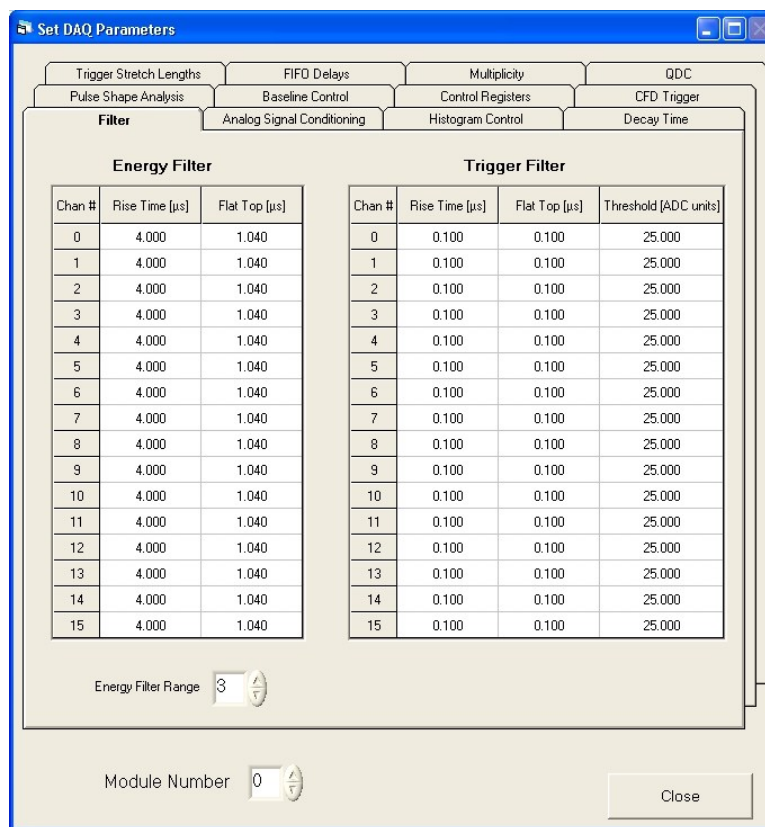 Set DAQ Parameters
Trigger Stretch Lengths FIFO Delays Multiplicity QDC
Pulse Shape Analysis Baseline Control Control Registers CFD Trigger
Filter Analog Signal Conditioning Histogram Control Decay Time
Energy Filter Trigger Filter
Chan # Rise Time [µs] Flat Top [µs] Chan # Rise Time [µs] Flat Top [µs] Threshold [ADC units]
0 4.000 1.040 0 0.100 0.100 25.000
1 4.000 1.040 1 0.100 0.100 25.000
2 4.000 1.040 2 0.100 0.100 25.000
3 4.000 1.040 3 0.100 0.100 25.000
4 4.000 1.040 4 0.100 0.100 25.000
5 4.000 1.040 5 0.100 0.100 25.000
6 4.000 1.040 6 0.100 0.100 25.000
7 4.000 1.040 7 0.100 0.100 25.000
8 4.000 1.040 8 0.100 0.100 25.000
9 4.000 1.040 9 0.100 0.100 25.000
10 4.000 1.040 10 0.100 0.100 25.000
11 4.000 1.040 11 0.100 0.100 25.000
12 4.000 1.040 12 0.100 0.100 25.000
13 4.000 1.040 13 0.100 0.100 25.000
14 4.000 1.040 14 0.100 0.100 25.000
15 4.000 1.040 15 0.100 0.100 25.000
Energy Filter Range 3
Module Number 0
Close